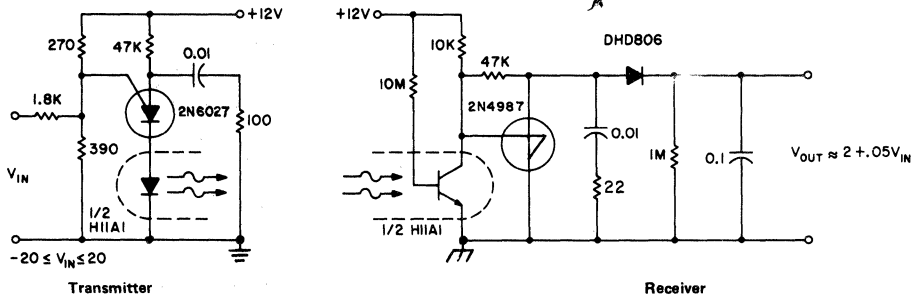 +12V
270
47K
0.01
1.8K
2N6027
100
390
V_IN
1/2
H11A1
-20 ≤ V_IN ≤ 20
Transmitter
+12V
10K
47K
DHD806
10M
2N4987
0.01
22
1M
0.1
V_OUT ≈ 2+.05V_IN
1/2 H11A1
Receiver